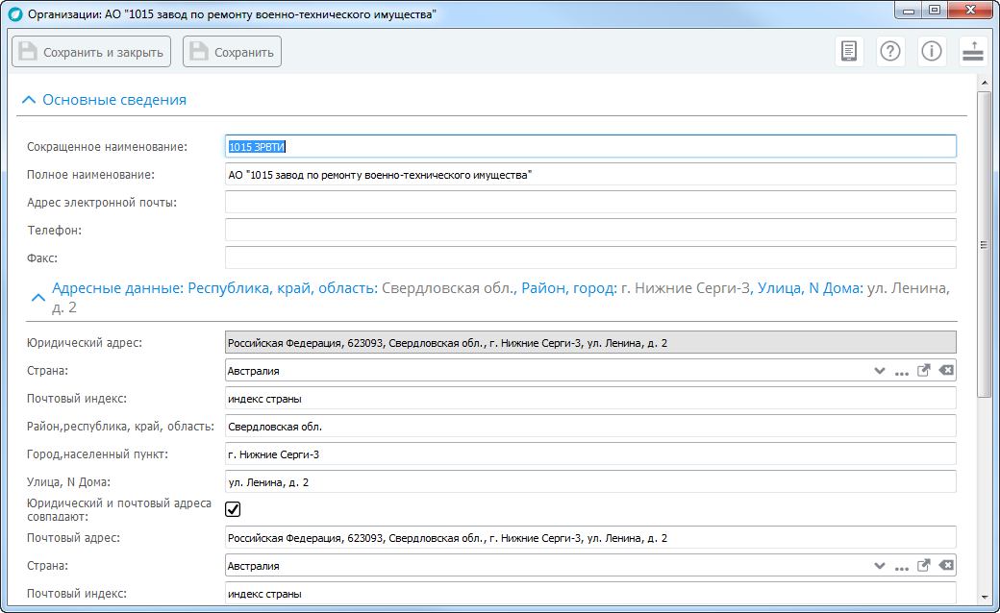 Организации: АО "1015 завод по ремонту военно-технического имущества"
Сохранить и закрыть
Сохранить
Основные сведения
Сокращенное наименование:
1015 ЗРВТИ
Полное наименование:
АО "1015 завод по ремонту военно-технического имущества"
Адрес электронной почты:
Телефон:
Факс:
Адресные данные: Республика, край, область: Свердловская обл., Район, город: г. Нижние Серги-3, Улица, N Дома: ул. Ленина,
д. 2
Юридический адрес:
Российская Федерация, 623093, Свердловская обл., г. Нижние Серги-3, ул. Ленина, д. 2
Страна:
Австралия
Почтовый индекс:
индекс страны
Район,республика, край, область:
Свердловская обл.
Город,населенный пункт:
г. Нижние Серги-3
Улица, N Дома:
ул. Ленина, д. 2
Юридический и почтовый адреса
совпадают:
Почтовый адрес:
Российская Федерация, 623093, Свердловская обл., г. Нижние Серги-3, ул. Ленина, д. 2
Страна:
Австралия
Почтовый индекс:
индекс страны